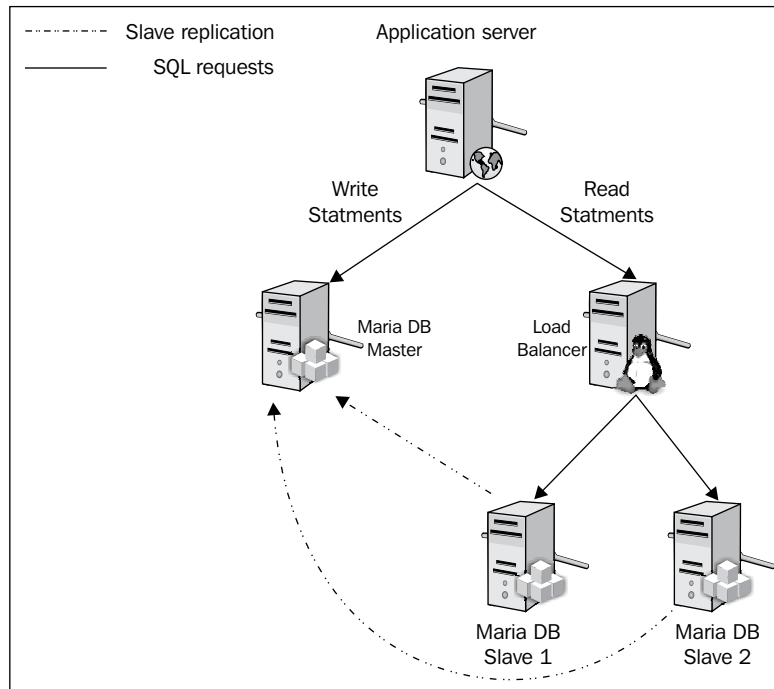 Slave replication
SQL requests
Application server
Write
Statments
Read
Statments
Maria DB
Master
Load
Balancer
Maria DB
Slave 1
Maria DB
Slave 2